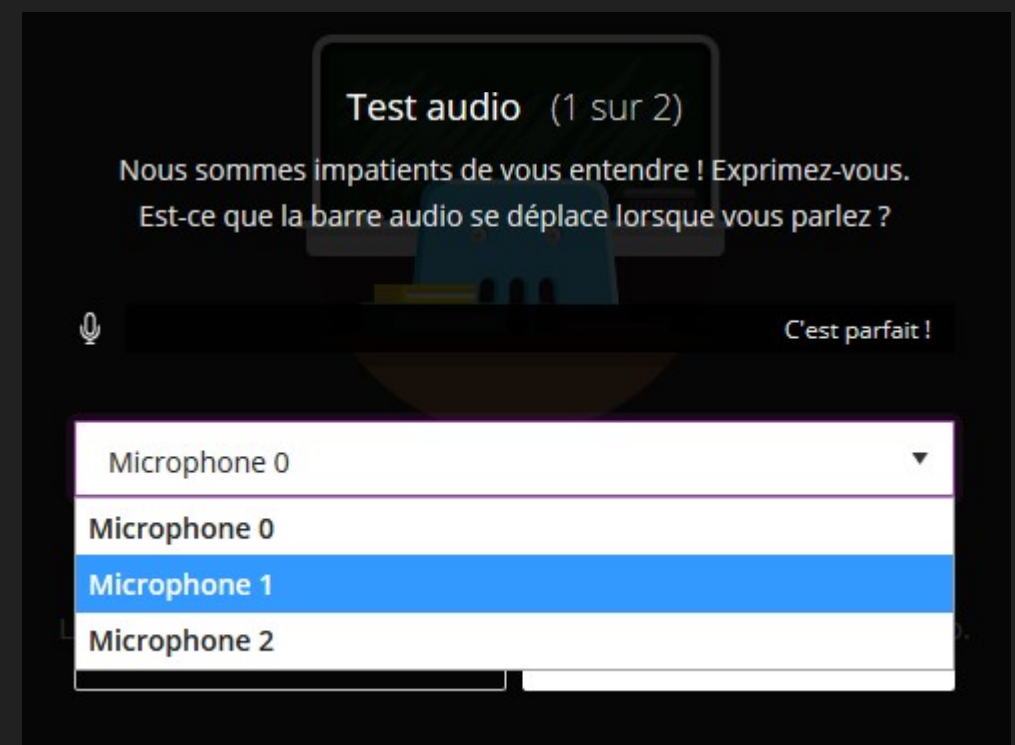 Test audio (1 sur 2)
Nous sommes impatients de vous entendre ! Exprimez-vous.
Est-ce que la barre audio se déplace lorsque vous parlez ?
C'est parfait !
Microphone 0
Microphone 0
Microphone 1
Microphone 2